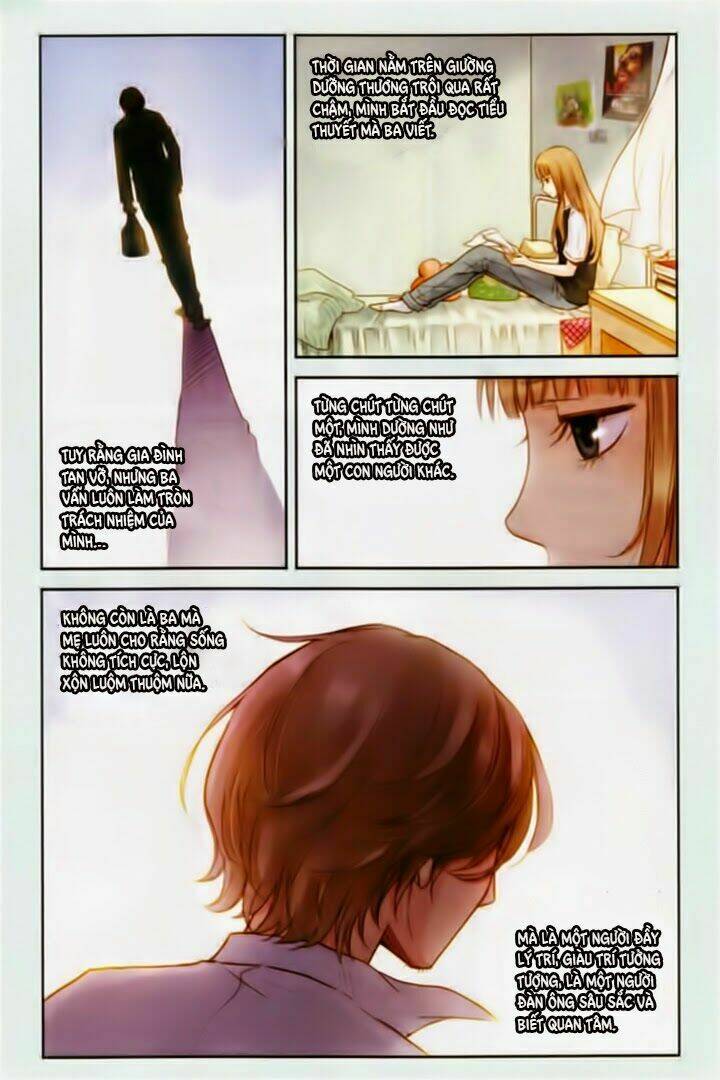 TUY RẰNG GIA ĐÌNH
TAN VỠ, NHƯNG BA
VẪN LUÔN LÀM TRÒN
TRÁCH NHIỆM CỦA
MÌNH...
THỜI GIAN NẰM TRÊN GIƯỜNG
DƯỠNG THƯƠNG TRÔI QUA RẤT
CHẬM, MÌNH BẮT ĐẦU ĐỌC TIỂU
THUYẾT MÀ BA VIẾT.
TỪNG CHÚT TỪNG CHÚT
MỘT, MÌNH DƯỜNG NHƯ
ĐÃ NHÌN THẤY ĐƯỢC
MỘT CON NGƯỜI KHÁC.
KHÔNG CÒN LÀ BA MÀ
MẸ LUÔN CHO RẰNG SỐNG
KHÔNG TÍCH CỰC, LỘN
XỘN LUỘM THUỘM NỮA.
MÀ LÀ MỘT NGƯỜI ĐẦY
LÝ TRÍ, GIÀU TRÍ TƯỞNG
TƯỢNG, LÀ MỘT NGƯỜI
ĐÀN ÔNG SÂU SẮC VÀ
BIẾT QUAN TÂM.